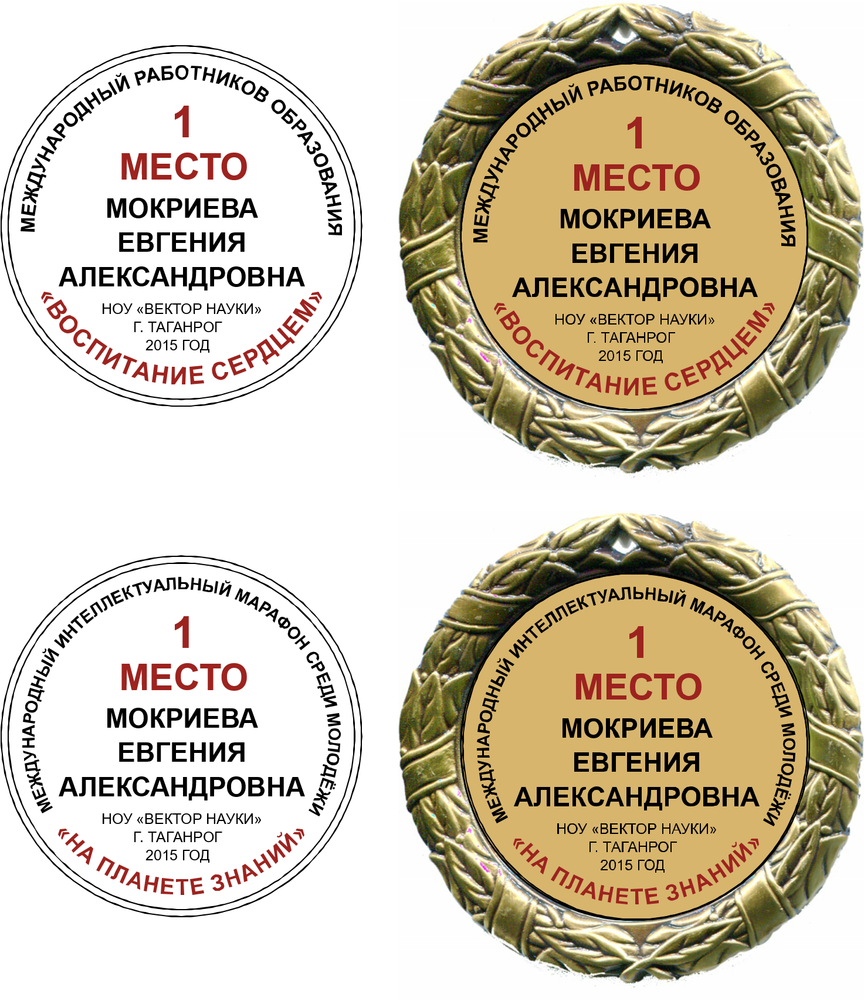 МЕЖДУНАРОДНЫЙ РАБОТНИКОВ ОБРАЗОВАНИЯ
1
МЕСТО
МОКРИЕВА
ЕВГЕНИЯ
АЛЕКСАНДРОВНА
НОУ «ВЕКТОР НАУКИ»
Г. ТАГАНРОГ
2015 ГОД
«ВОСПИТАНИЕ СЕРДЦЕМ»
МЕЖДУНАРОДНЫЙ РАБОТНИКОВ ОБРАЗОВАНИЯ
1
МЕСТО
МОКРИЕВА
ЕВГЕНИЯ
АЛЕКСАНДРОВНА
НОУ «ВЕКТОР НАУКИ»
Г. ТАГАНРОГ
2015 ГОД
«ВОСПИТАНИЕ СЕРДЦЕМ»
МЕЖДУНАРОДНЫЙ ИНТЕЛЛЕКТУАЛЬНЫЙ МАРАФОН СРЕДИ МОЛОДЁЖИ
1
МЕСТО
МОКРИЕВА
ЕВГЕНИЯ
АЛЕКСАНДРОВНА
НОУ «ВЕКТОР НАУКИ»
Г. ТАГАНРОГ
2015 ГОД
«НА ПЛАНЕТЕ ЗНАНИЙ»
МЕЖДУНАРОДНЫЙ ИНТЕЛЛЕКТУАЛЬНЫЙ МАРАФОН СРЕДИ МОЛОДЁЖИ
1
МЕСТО
МОКРИЕВА
ЕВГЕНИЯ
АЛЕКСАНДРОВНА
НОУ «ВЕКТОР НАУКИ»
Г. ТАГАНРОГ
2015 ГОД
«НА ПЛАНЕТЕ ЗНАНИЙ»